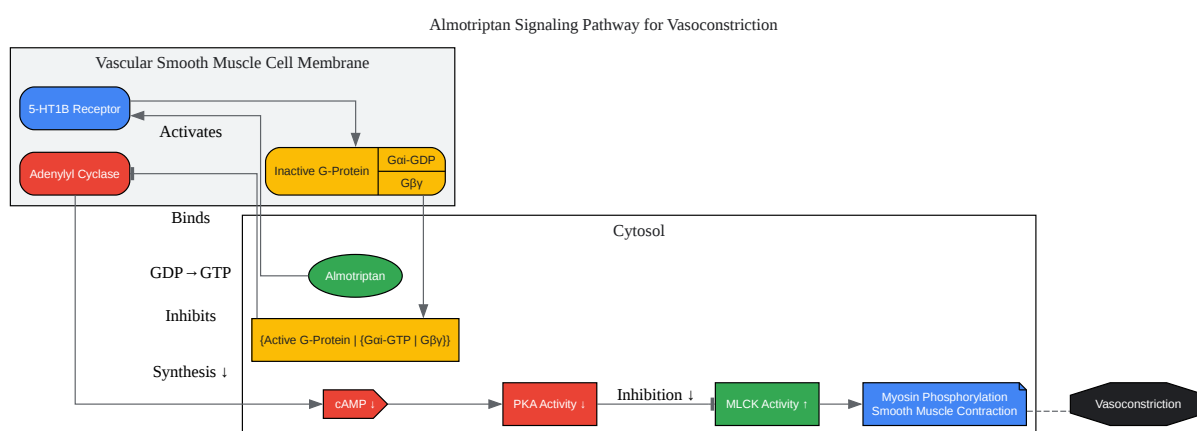 Almotriptan Signaling Pathway for Vasoconstriction
Vascular Smooth Muscle Cell Membrane
5-HT1B Receptor
Activates
Inactive G-Protein
Gαi-GDP
Gβγ
Adenylyl Cyclase
Binds
Cytosol
GDP→GTP
Almotriptan
Inhibits
{Active G-Protein | {Gαi-GTP | Gβγ}}
Synthesis ↓
cAMP ↓
PKA Activity ↓
Inhibition ↓
MLCK Activity ↑
Myosin Phosphorylation
Smooth Muscle Contraction
Vasoconstriction